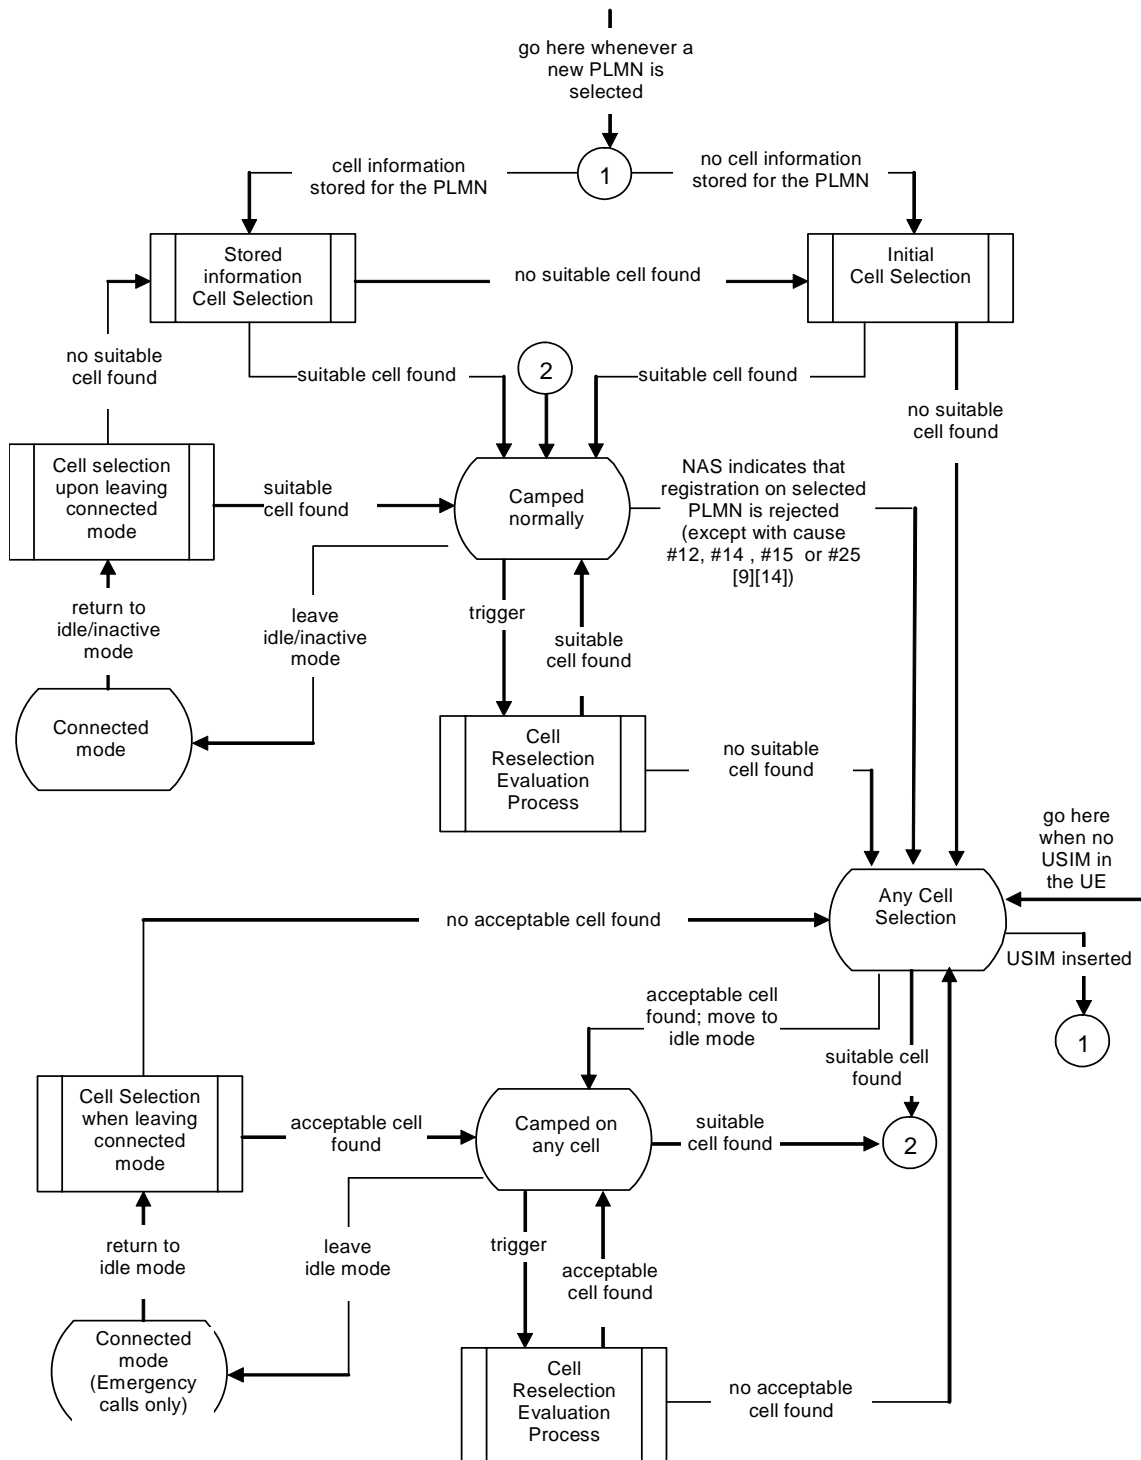 go here whenever a
new PLMN is
selected
cell information
stored for the PLMN
1
no cell information
stored for the PLMN
Stored
information
Cell Selection
no suitable cell found
Initial
Cell Selection
no suitable
cell found
suitable cell found
2
suitable cell found
no suitable
cell found
Cell selection
upon leaving
connected
mode
suitable
cell found
Camped
normally
NAS indicates that
registration on selected
PLMN is rejected
(except with cause
#12, #14 , #15 or #25
[9][14])
return to
idle/inactive
mode
leave
idle/inactive
mode
trigger
suitable
cell found
Connected
mode
Cell
Reselection
Evaluation
Process
no suitable
cell found
go here
when no
USIM in
the UE
Any Cell
Selection
no acceptable cell found
USIM inserted
acceptable cell
found; move to
idle mode
1
suitable cell
found
Cell Selection
when leaving
connected
mode
acceptable cell
found
Camped on
any cell
suitable
cell found
2
return to
idle mode
leave
idle mode
trigger
acceptable
cell found
Connected
mode
(Emergency
calls only)
Cell
Reselection
Evaluation
Process
no acceptable
cell found